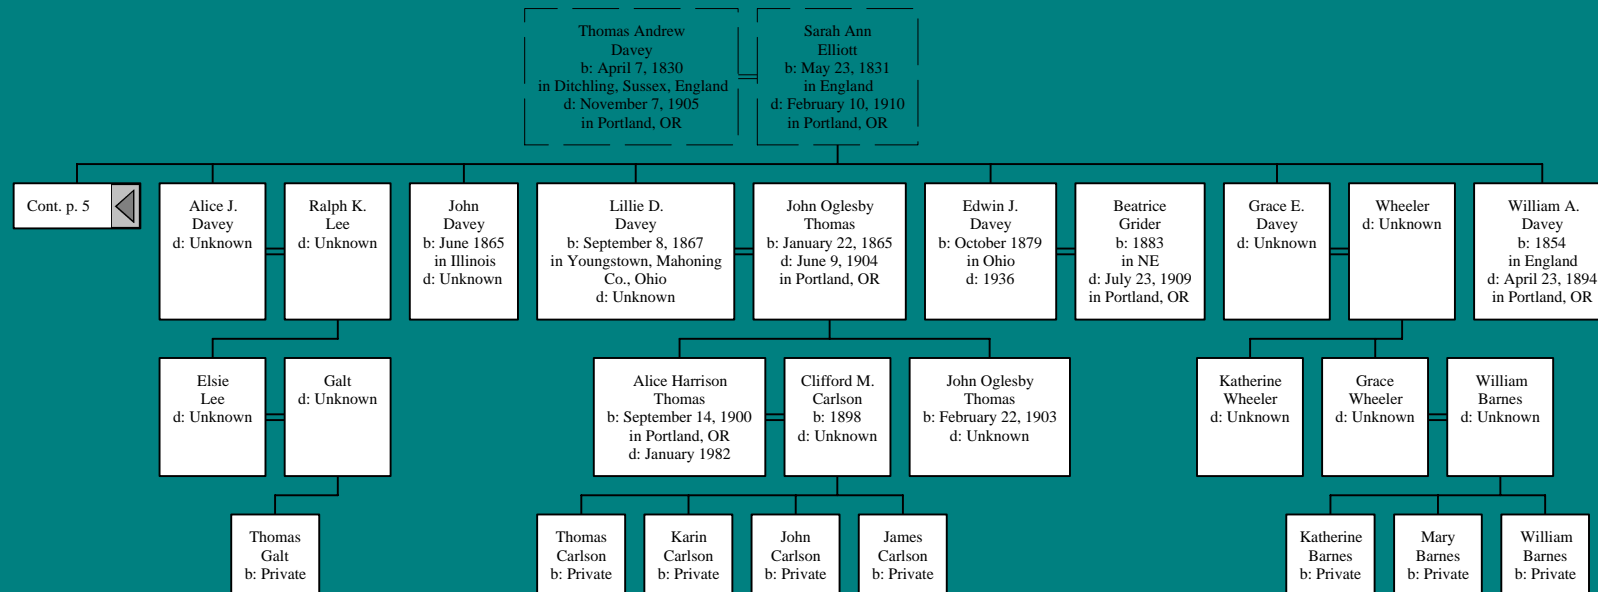 Thomas Andrew
Davey
b: April 7, 1830
in Ditchling, Sussex, England
d: November 7, 1905
in Portland, OR
Sarah Ann
Elliott
b: May 23, 1831
in England
d: February 10, 1910
in Portland, OR
Cont. p. 5
Alice J.
Davey
d: Unknown
Ralph K.
Lee
d: Unknown
John
Davey
b: June 1865
in Illinois
d: Unknown
Lillie D.
Davey
b: September 8, 1867
in Youngstown, Mahoning
Co., Ohio
d: Unknown
John Oglesby
Thomas
b: January 22, 1865
d: June 9, 1904
in Portland, OR
Edwin J.
Davey
b: October 1879
in Ohio
d: 1936
Beatrice
Grider
b: 1883
in NE
d: July 23, 1909
in Portland, OR
Grace E.
Davey
d: Unknown
Wheeler
d: Unknown
William A.
Davey
b: 1854
in England
d: April 23, 1894
in Portland, OR
Elsie
Lee
d: Unknown
Galt
d: Unknown
Alice Harrison
Thomas
b: September 14, 1900
in Portland, OR
d: January 1982
Clifford M.
Carlson
b: 1898
d: Unknown
John Oglesby
Thomas
b: February 22, 1903
d: Unknown
Katherine
Wheeler
d: Unknown
Grace
Wheeler
d: Unknown
William
Barnes
d: Unknown
Thomas
Galt
b: Private
Thomas
Carlson
b: Private
Karin
Carlson
b: Private
John
Carlson
b: Private
James
Carlson
b: Private
Katherine
Barnes
b: Private
Mary
Barnes
b: Private
William
Barnes
b: Private